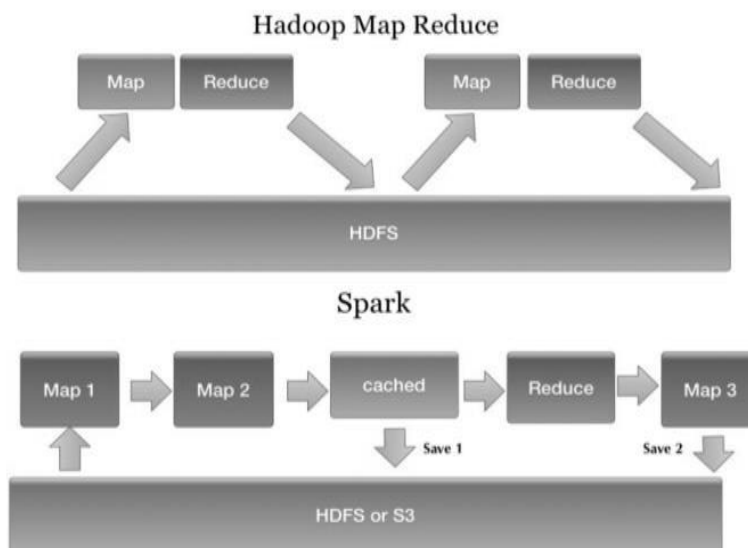 Hadoop Map Reduce
Map Reduce Map Reduce
HDFS
Spark
Map 1 Map 2 cached Reduce Map 3
Save 1 Save 2
HDFS or S3